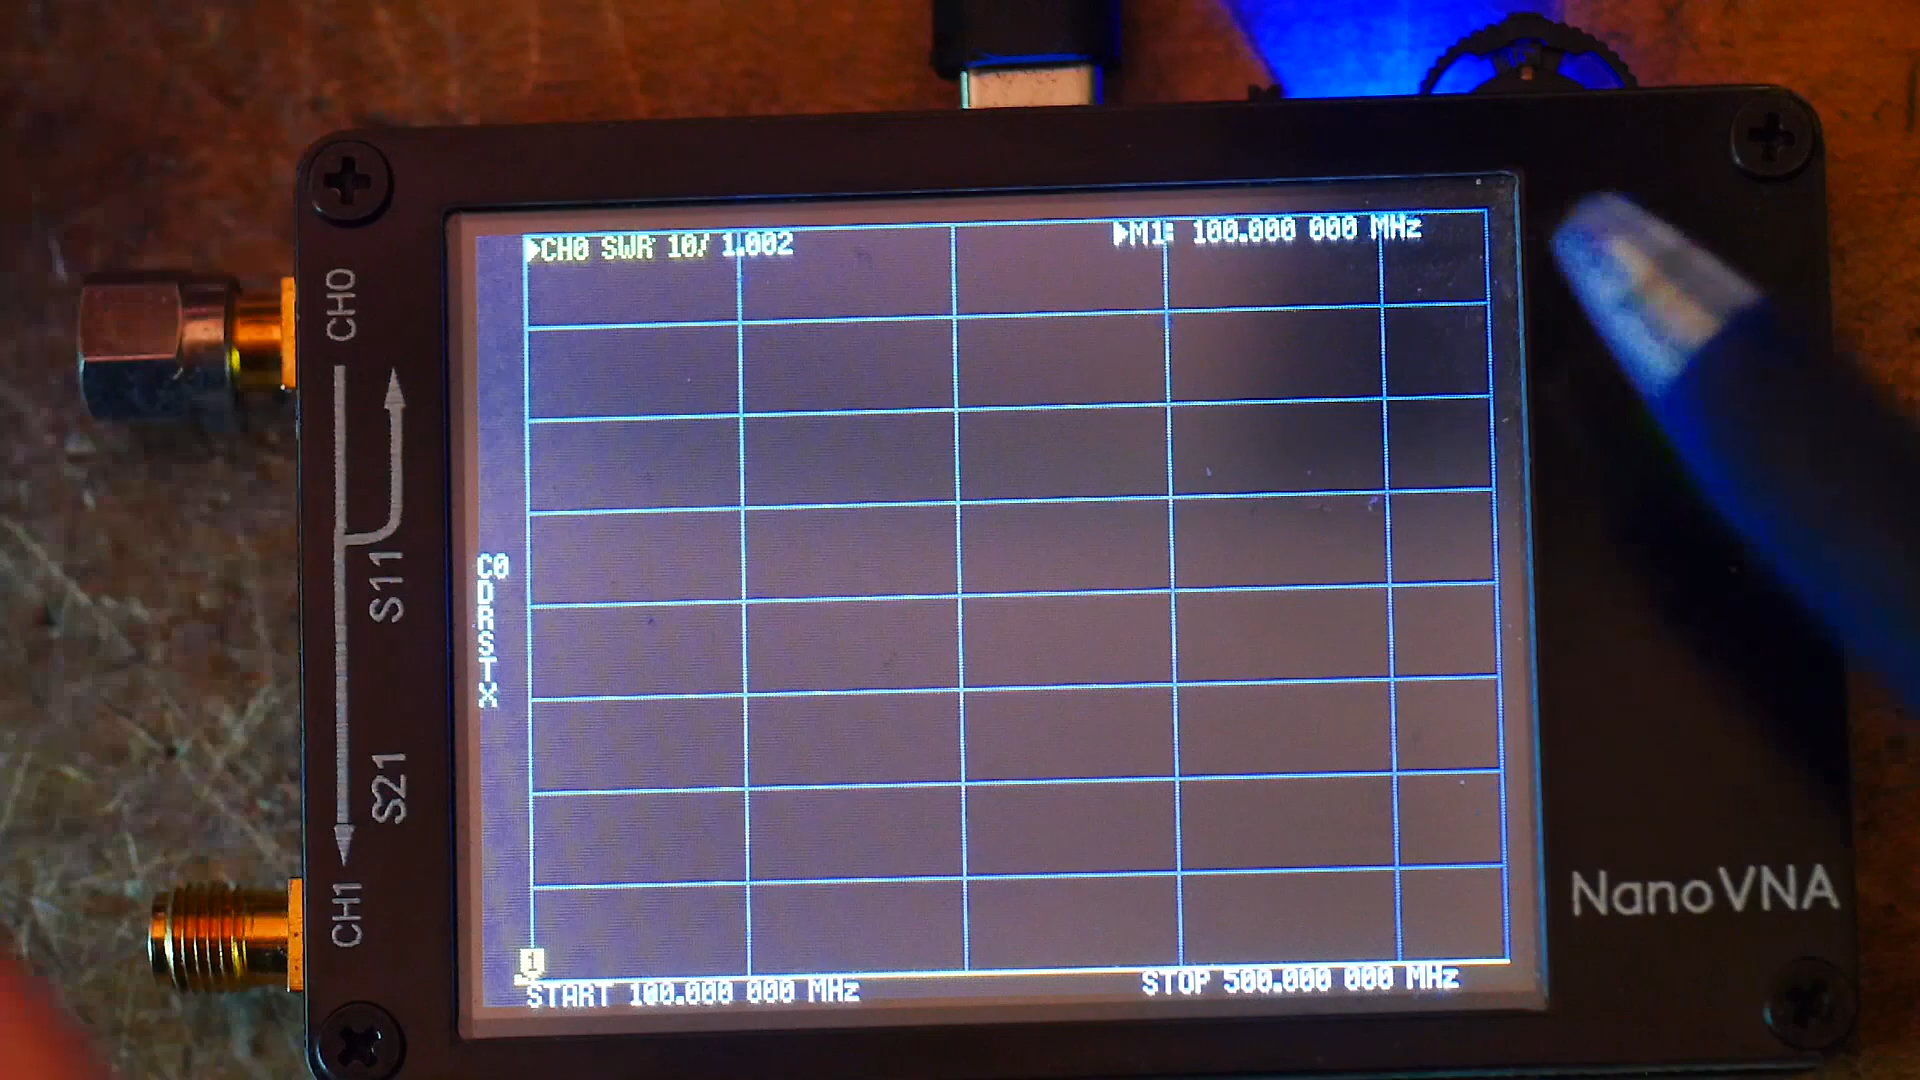 CH0 SWR 10/ 1.002
M1: 100.000 000 MHz
CH0
S11
S21
CH1
C0
D
R
S
T
X
1
START 100.000 000 MHz
STOP 500.000 000 MHz
NanoVNA